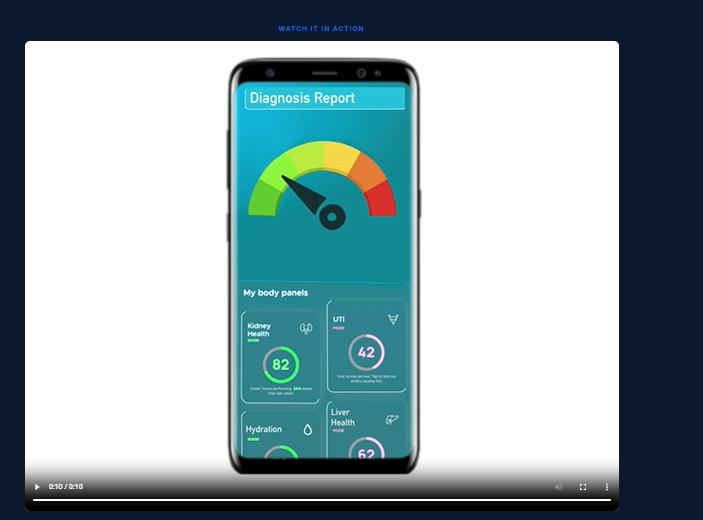 WATCH IT IN ACTION
Diagnosis Report
My body panels
Kidney
Health
GOOD
82
Great! You're performing 24% better
than last week!
UTI
POOR
42
Your scores are low! Tap to find out
what's causing this.
Hydration
GOOD
Liver
Health
POOR
62
0:10 / 0:10